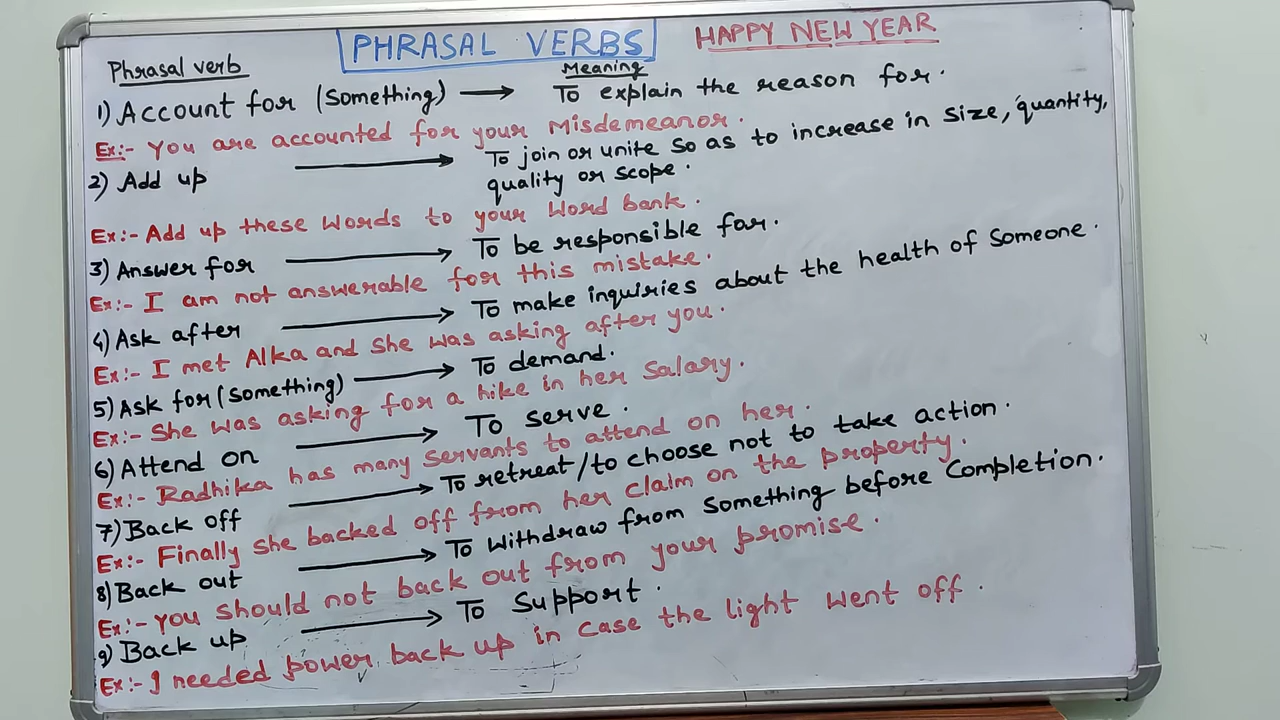 PHRASAL VERBS HAPPY NEW YEAR
Phrasal verb Meaning
1) Account for (Something) → To explain the reason for.
Ex:- You are accounted for your Misdemeanor.
2) Add up → To join or unite so as to increase in size, quantity,
quality or scope.
Ex:- Add up these words to your word bank.
3) Answer for → To be responsible for.
Ex:- I am not answerable for this mistake.
4) Ask after → To make inquiries about the health of Someone.
Ex:- I met Alka and she was asking after you.
5) Ask for (Something) → To demand.
Ex:- She was asking for a hike in her Salary.
6) Attend on → To serve.
Ex:- Radhika has many Servants to attend on her.
7) Back off → To retreat/to choose not to take action.
Ex:- Finally she backed off from her claim on the property.
8) Back out → To withdraw from Something before Completion.
Ex:- you should not back out from your promise.
9) Back up → To Support.
Ex:- I needed power back up in case the light went off.